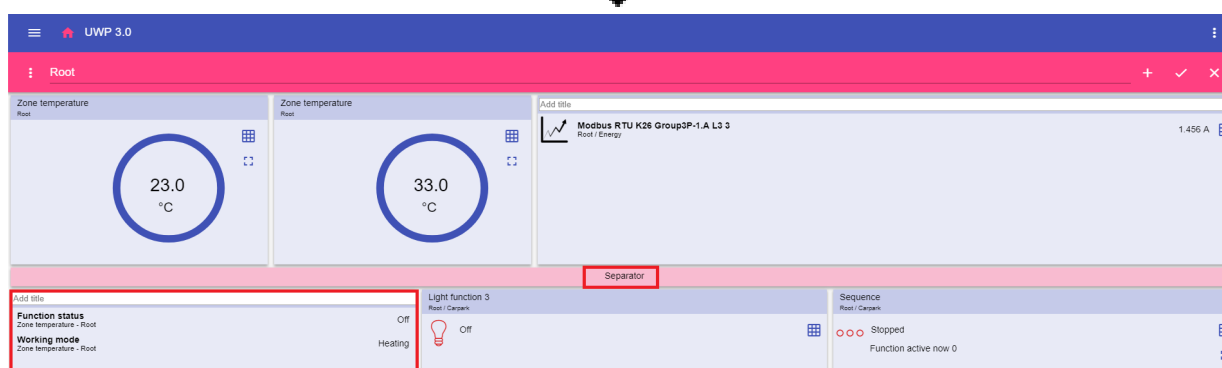 UWP 3.0
Root
Zone temperature
Root
23.0
°C
Zone temperature
Root
33.0
°C
Add title
Modbus RTU K26 Group3P-1.A L3 3
Root / Energy
1.456 A
Separator
Add title
Function status
Zone temperature - Root
Off
Working mode
Zone temperature - Root
Heating
Light function 3
Root / Carpark
Off
Sequence
Root / Carpark
Stopped
Function active now 0